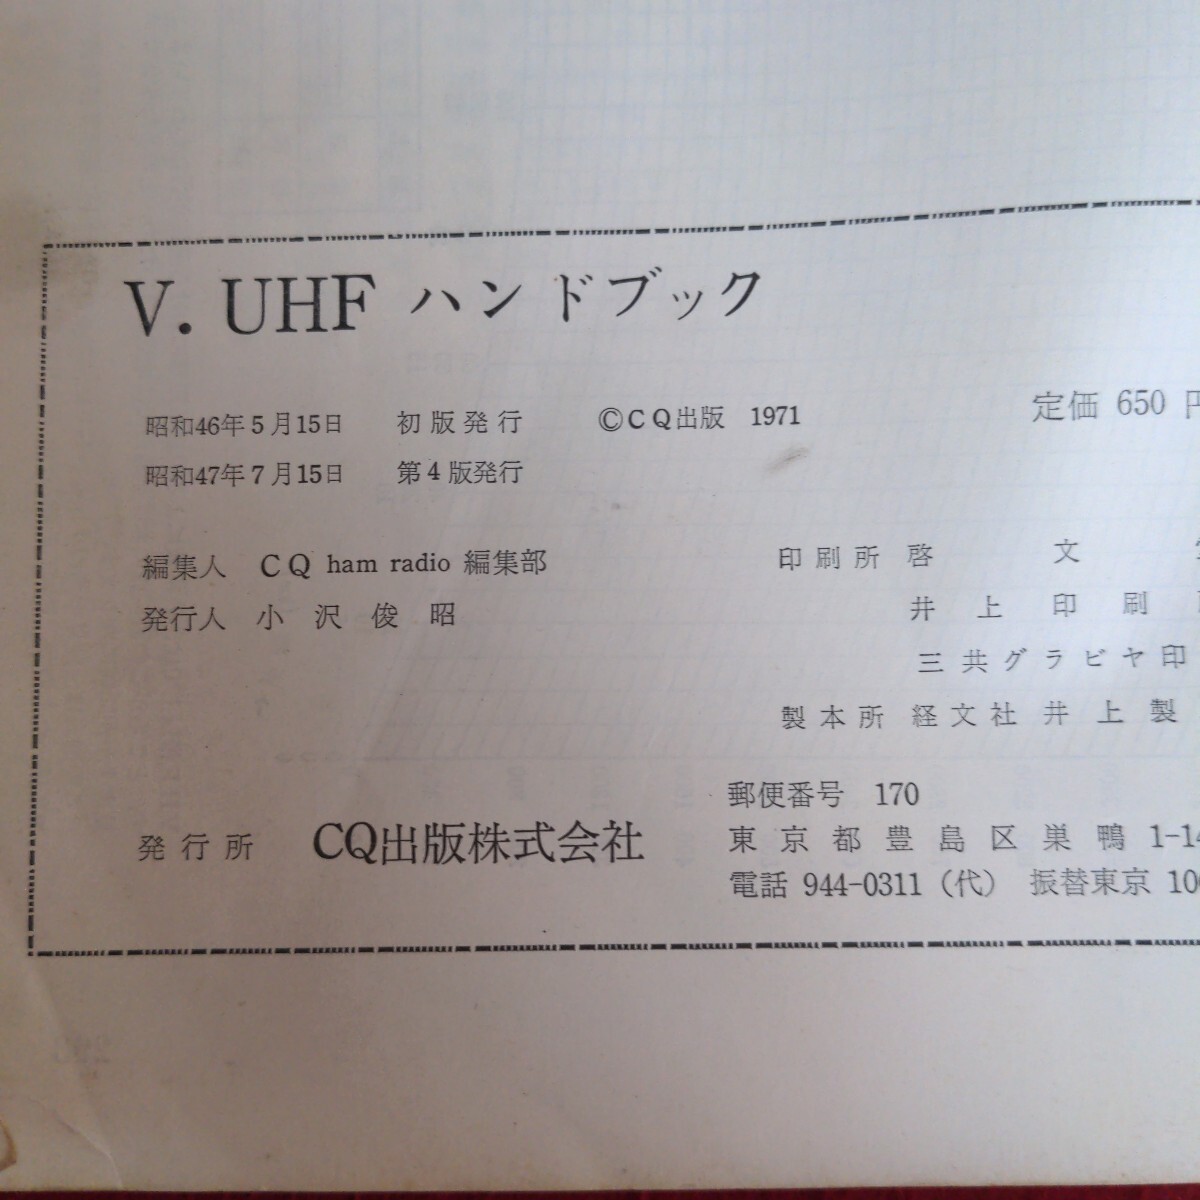 V. UHF ハンドブック
定価 650 円
昭和46年5月15日 初版発行 ©CQ出版 1971
昭和47年7月15日 第4版発行
編集人 CQ ham radio 編集部
発行人 小沢俊昭
印刷所 啓文
井上印刷
三共グラビヤ印
製本所 経文社 井上製
発行所 CQ出版株式会社
郵便番号 170
東京都豊島区巣鴨 1-14
電話 944-0311（代） 振替東京 10